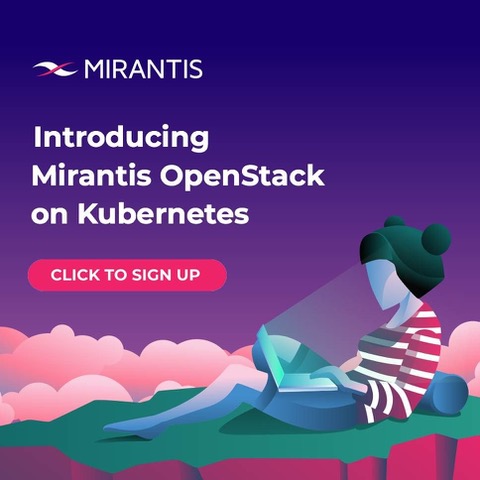 MIRANTIS
Introducing
Mirantis OpenStack
on Kubernetes
CLICK TO SIGN UP